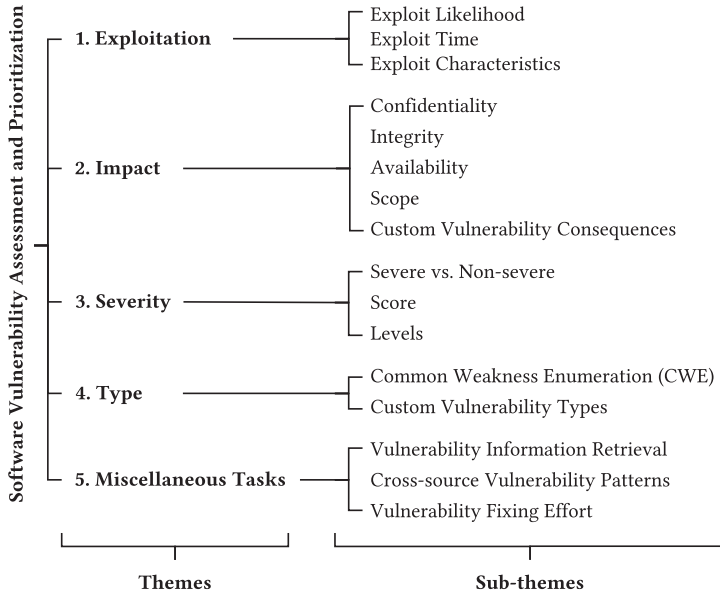 Software Vulnerability Assessment and Prioritization
1. Exploitation
Exploit Likelihood
Exploit Time
Exploit Characteristics
2. Impact
Confidentiality
Integrity
Availability
Scope
Custom Vulnerability Consequences
3. Severity
Severe vs. Non-severe
Score
Levels
4. Type
Common Weakness Enumeration (CWE)
Custom Vulnerability Types
5. Miscellaneous Tasks
Vulnerability Information Retrieval
Cross-source Vulnerability Patterns
Vulnerability Fixing Effort
Themes
Sub-themes